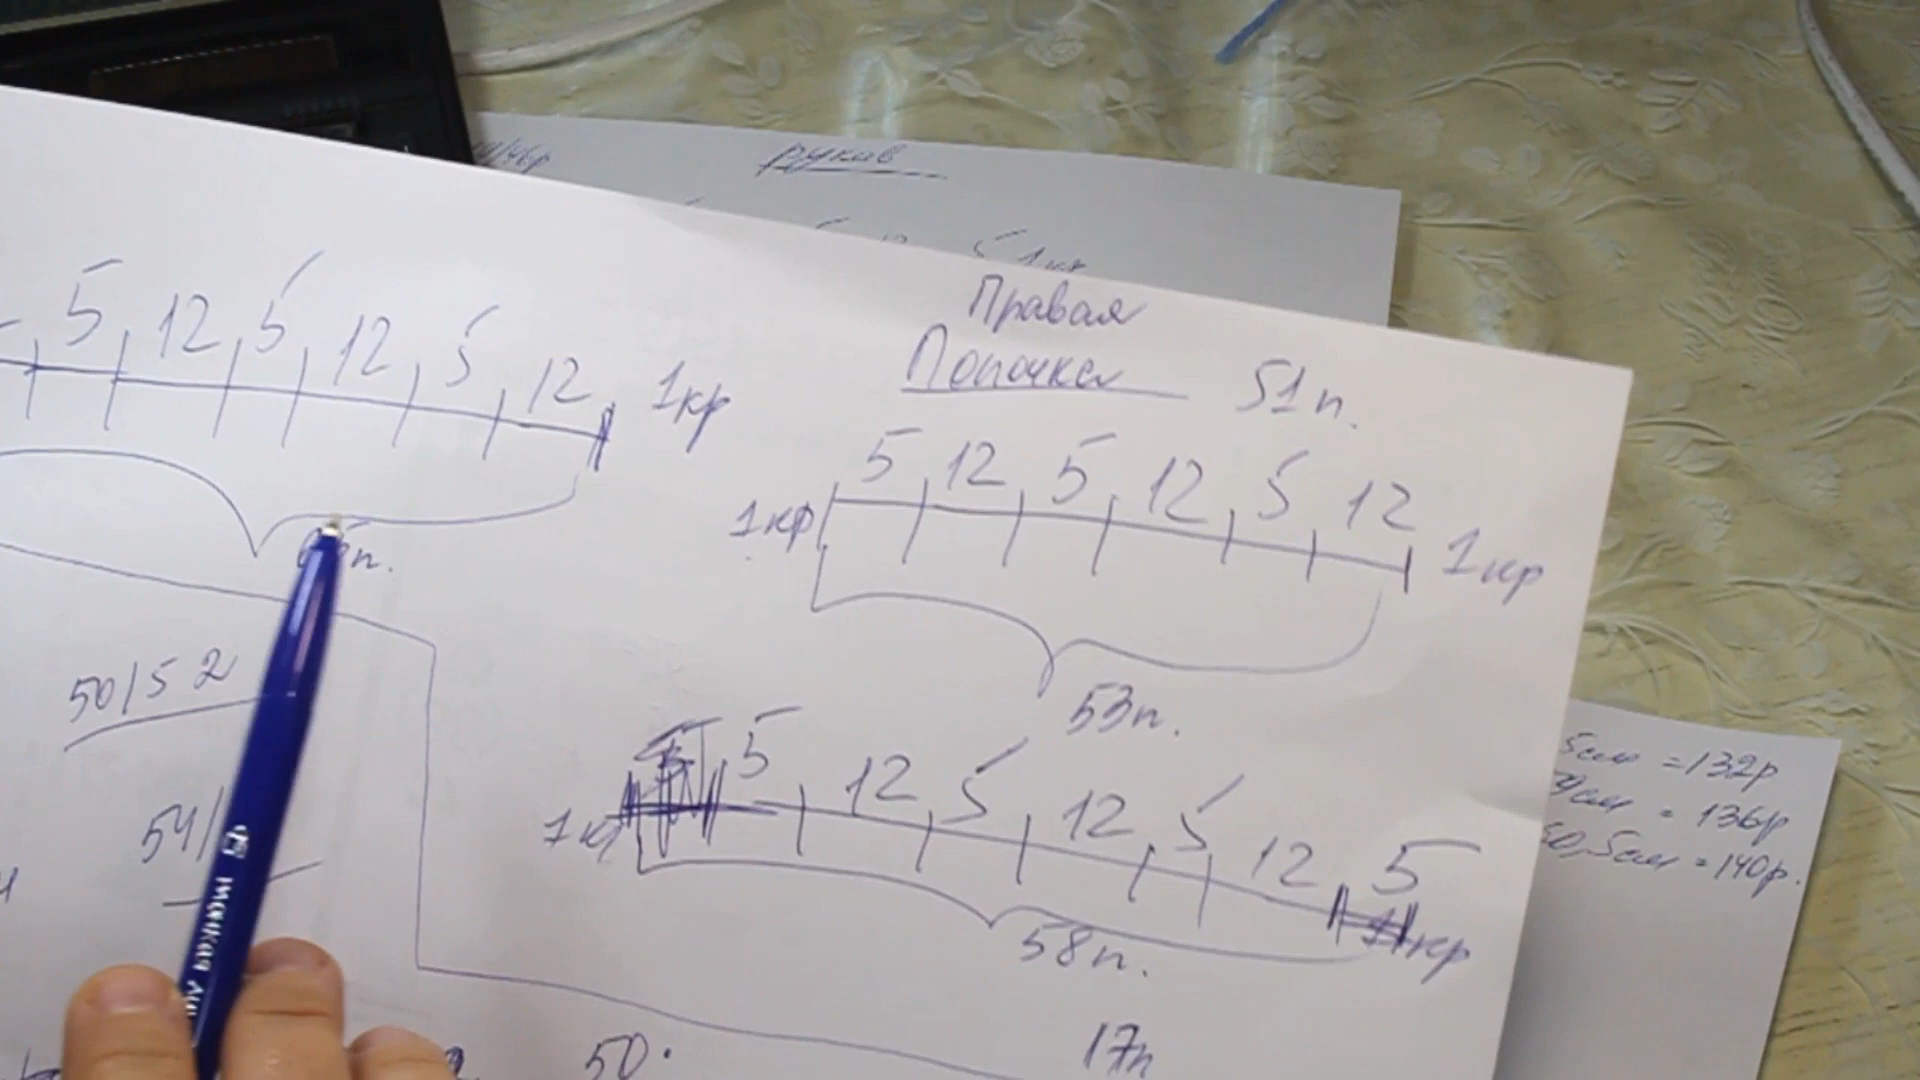 рукав
5 12 5 12 5 12 1кр
50/52
54/
Правая
Полочка 51п.
5 12 5 12 5 12
1кр 1кр
53п.
5 12 5 12 5 12 5
1кр 1кр
58п.
= 132р
= 136р
= 140р.
50.
17п
мягкая